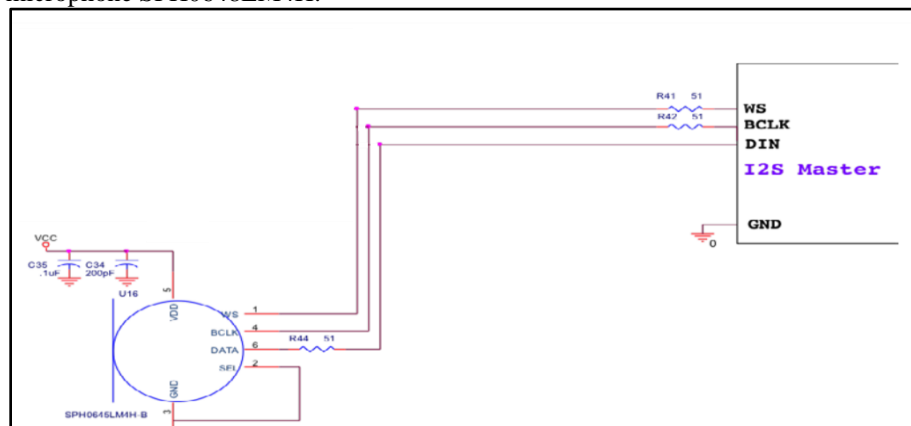 R41 51
WS
R42 51
BCLK
DIN
I2S Master
GND
0
VCC
C35
.1uF
C34
200pF
U16
5
VDD
WS 1
BCLK 4
DATA 6
R44 51
SEL 2
GND
3
SPH0645LM4H-B